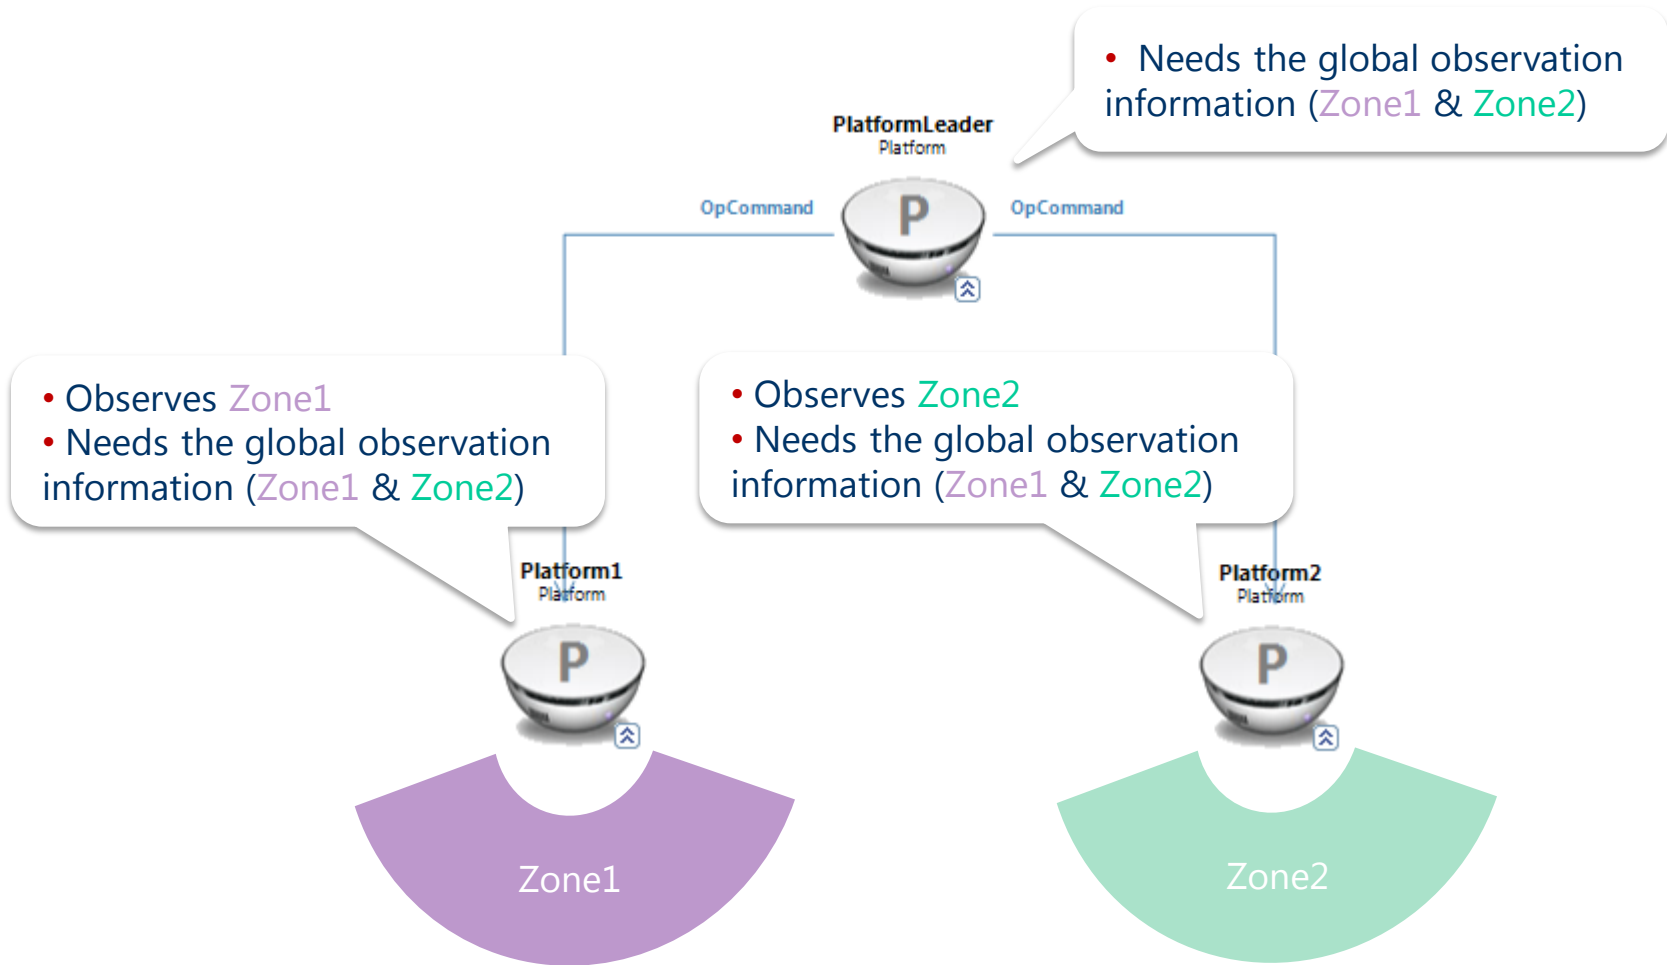 • Needs the global observation
information (Zone1 & Zone2)
PlatformLeader
Platform
OpCommand
P
OpCommand
• Observes Zone1
• Needs the global observation
information (Zone1 & Zone2)
• Observes Zone2
• Needs the global observation
information (Zone1 & Zone2)
Platform1
Platform
P
Platform2
Platform
P
Zone1
Zone2